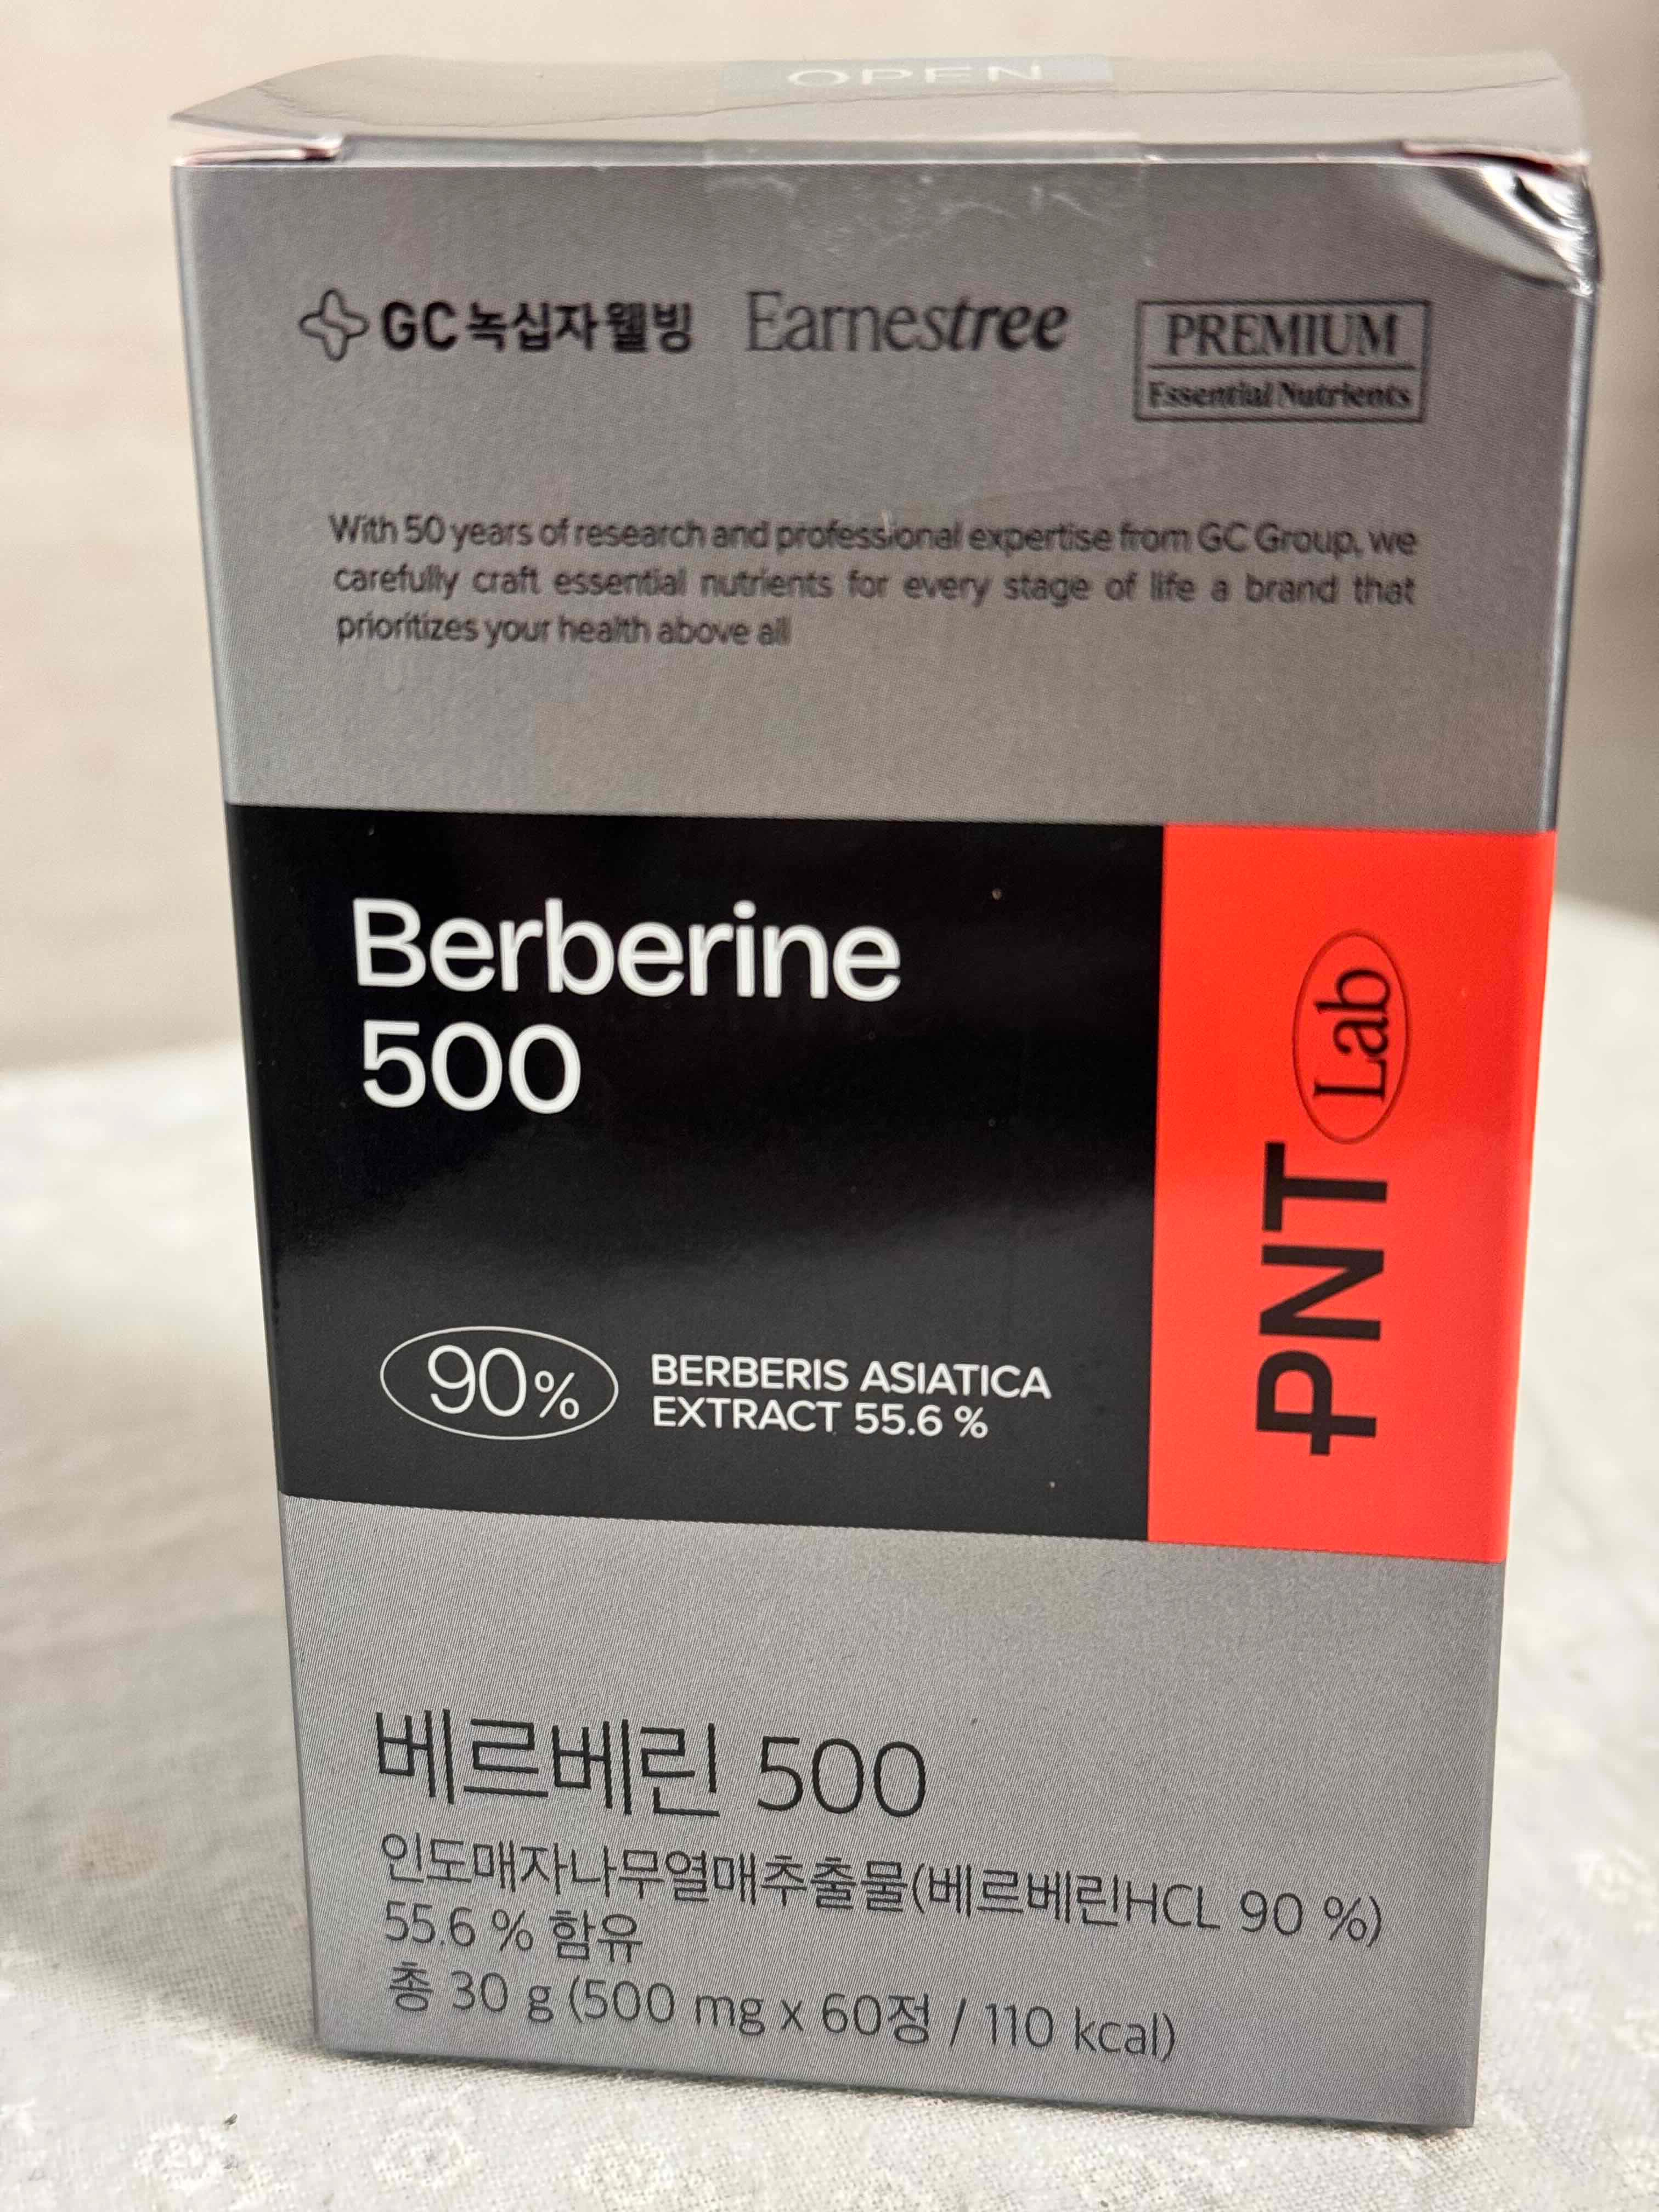 OPEN
GC녹십자웰빙 Earnestree PREMIUM
Essential Nutrients
With 50 years of research and professional expertise from GC Group, we
carefully craft essential nutrients for every stage of life a brand that
prioritizes your health above all
Berberine
500
90% BERBERIS ASIATICA
EXTRACT 55.6 %
PNT Lab
베르베린 500
인도매자나무열매추출물(베르베린HCL 90 %)
55.6 % 함유
총 30 g (500 mg x 60정 / 110 kcal)